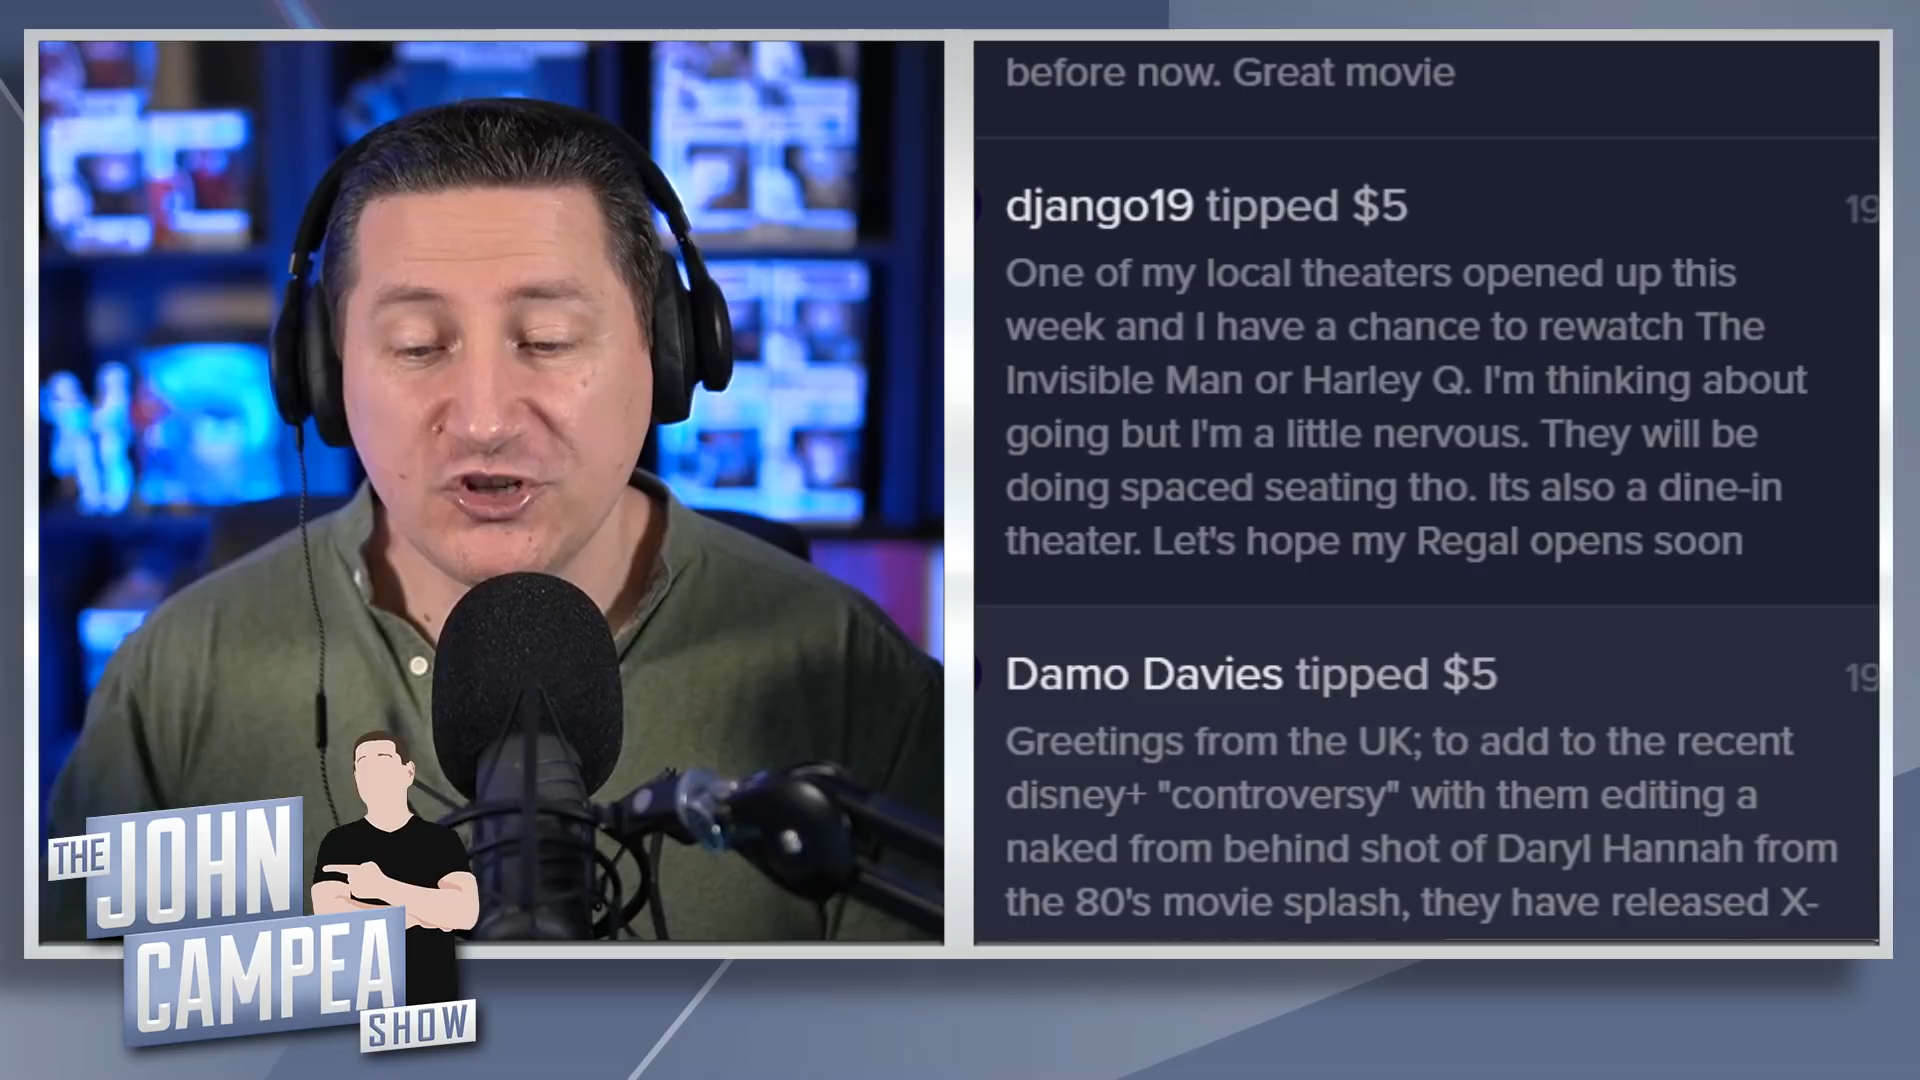 before now. Great movie
django19 tipped $5
19
One of my local theaters opened up this
week and I have a chance to rewatch The
Invisible Man or Harley Q. I'm thinking about
going but I'm a little nervous. They will be
doing spaced seating tho. Its also a dine-in
theater. Let's hope my Regal opens soon
Damo Davies tipped $5
19
Greetings from the UK; to add to the recent
disney+ "controversy" with them editing a
naked from behind shot of Daryl Hannah from
the 80's movie splash, they have released X-
THE
JOHN
CAMPEA
SHOW